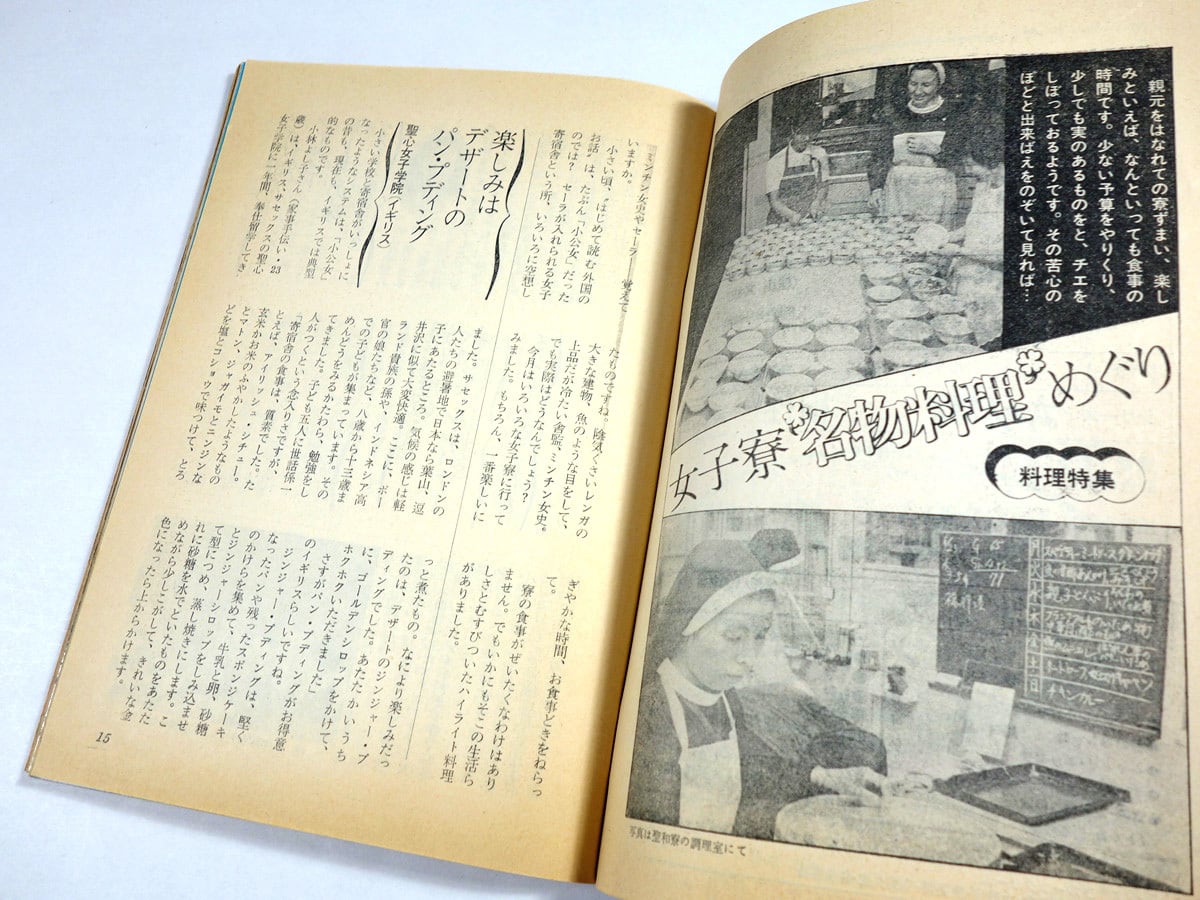 親元をはなれての寮ずまい、楽し
みといえば、なんといっても食事の
時間です。少ない予算をやりくり、
少しでも実のあるものをと、チエを
しぼっておるようです。その苦心の
ほどと出来ばえをのぞいて見れば…
女子寮名物料理めぐり
料理特集
写真は聖和寮の調理室にて
ミンチン女史やセーラ――覚えて
いますか。
小さい頃、"はじめて読む外国の
お話"は、たぶん「小公女」だった
のでは? セーラが入れられる女子
寄宿舎という所、いろいろに空想し
たものですね。陰気くさいレンガの
大きな建物、魚のような目をして、
上品だが冷たい舎監、ミンチン女史。
でも実際はどうなんでしょう?
今月はいろいろな女子寮に行って
みました。もちろん、一番楽しいに
ぎやかな時間、お食事どきをねらっ
て。
寮の食事がぜいたくなわけはあり
ません。でもいかにもそこの生活ら
しさとむすびついたハイライト料理
がありました。
楽しみは
デザートの
パン・プディング
聖心女子学院(イギリス)
小さい学校と寄宿舎がいっしょに
なったようなシステムは、「小公女」
の昔も、現在も、イギリスでは典型
的なものです。
小林よし子さん(家事手伝い・23
歳)は、イギリス・サセックスの聖心
女子学院に一年間、奉仕留学してき
ました。サセックスは、ロンドンの
人たちの避暑地で日本なら葉山、逗
子にあたるところ。気候の感じは軽
井沢に似て大変快適。ここに、ポー
ランド貴族の孫や、インドネシア高
官の娘たちなど、八歳から十三歳ま
での子どもが集まっています。その
めんどうをみるかたわら、勉強をし
てきました。子ども五人に世話係一
人がつくという念入りさです。
「寄宿舎の食事は、質素ですが、た
とえば、アイリッシュ・シチュー。
玄米かお米のふやかしたようなもの
とマトン、ジャガイモとニンジンな
どを塩とコショウで味つけて、とろ
っと煮たもの。なにより楽しみだっ
たのは、デザートのジンジャー・プ
ディングでした。あたたかいうち
に、ゴールデンシロップをかけて、
ホクホクいただきました」
さすがパン・プディングがお得意
のイギリスらしいですね。
ジンジャー・プディングは、堅く
なったパンや残ったスポンジケーキ
のかけらを集めて、牛乳と卵、砂糖
とジンジャーシロップをしみ込ませ
て型につめ、蒸し焼きにします。こ
れに砂糖を水でといたものをあたた
めながら少しこがして、きれいな金
色になったら上からかけます。
15